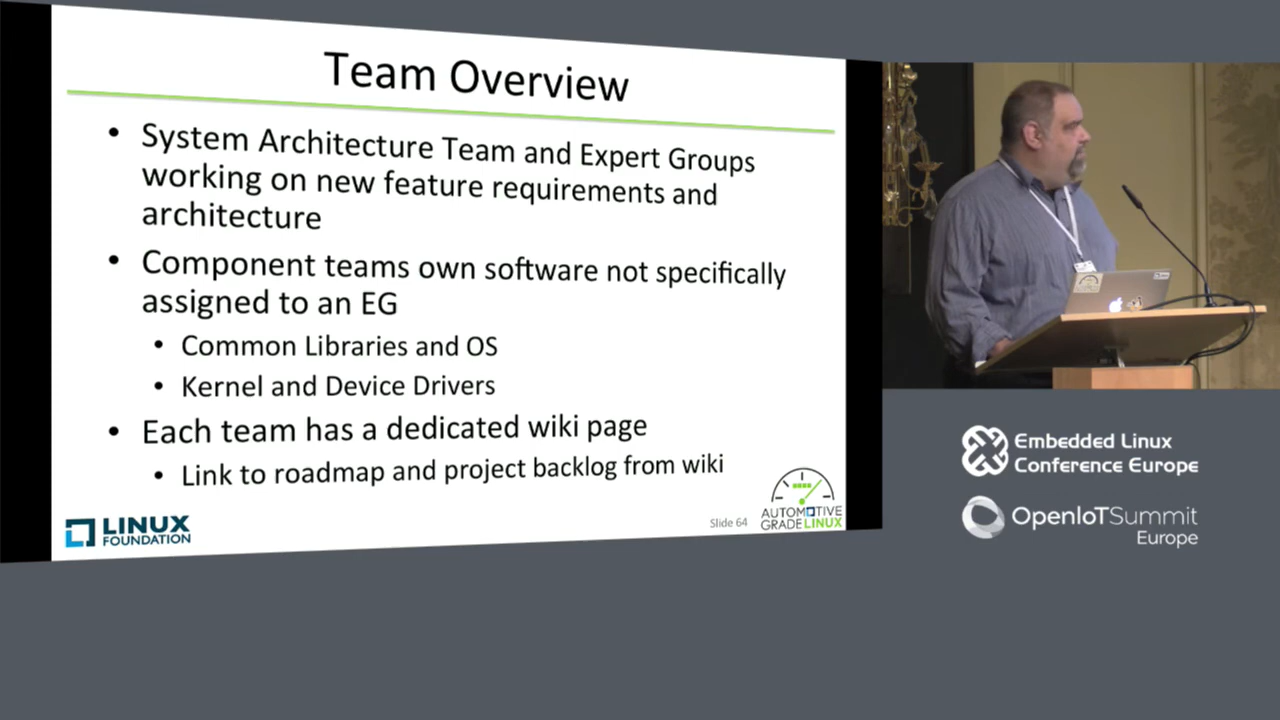 Team Overview
• System Architecture Team and Expert Groups
working on new feature requirements and
architecture
• Component teams own software not specifically
assigned to an EG
• Common Libraries and OS
• Kernel and Device Drivers
• Each team has a dedicated wiki page
• Link to roadmap and project backlog from wiki
LINUX
FOUNDATION
Slide 64
AUTOMOTIVE
GRADELINUX
Embedded Linux
Conference Europe
OpenIoTSummit
Europe